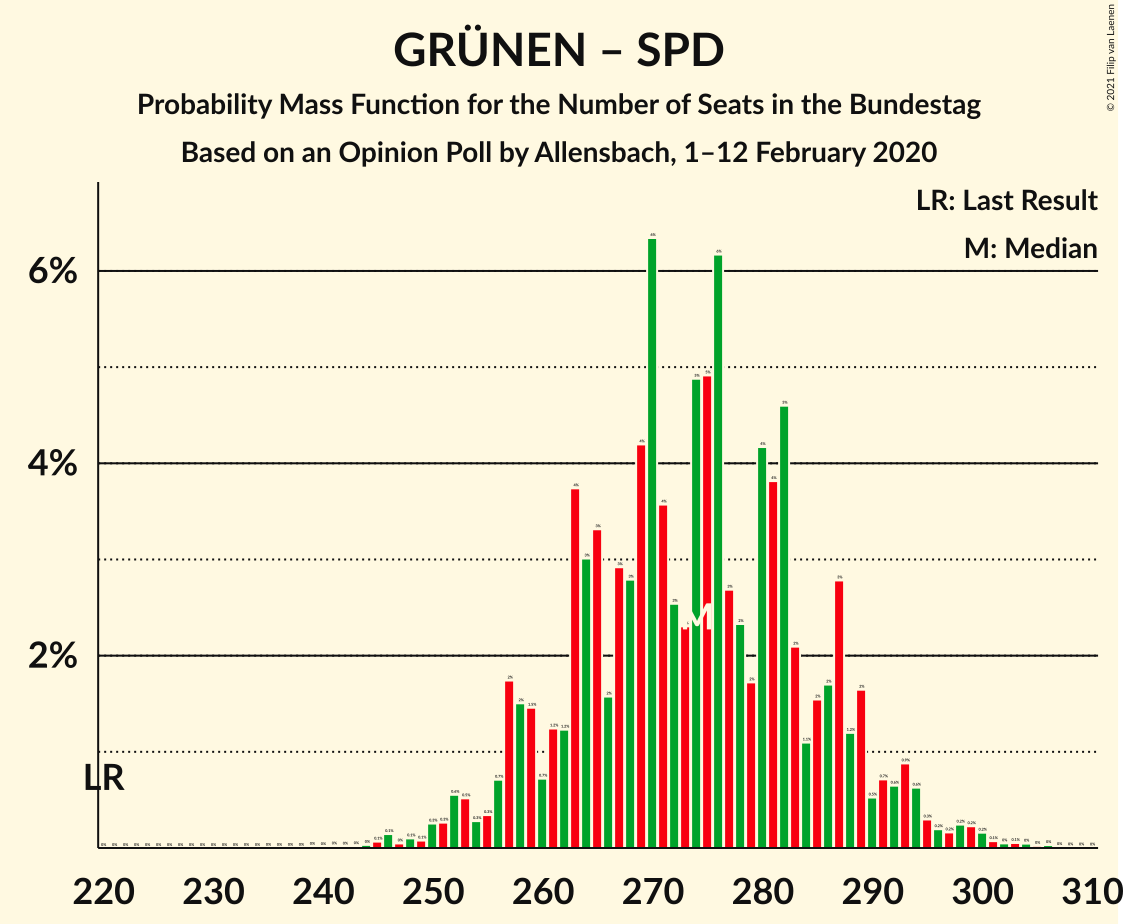 GRÜNEN – SPD
Probability Mass Function for the Number of Seats in the Bundestag
Based on an Opinion Poll by Allensbach, 1–12 February 2020
© 2021 Filip van Laenen
LR: Last Result
M: Median
6%
4%
2%
LR
M
220 230 240 250 260 270 280 290 300 310